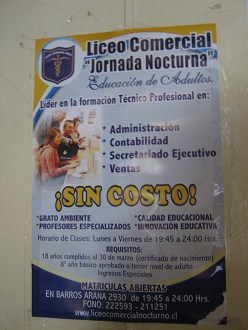 Liceo Comercial
"Jornada Nocturna"
Educación de Adultos.
Lider en la formacion Técnico Profesional en:
* Administración
* Contabilidad
* Secretariado Ejecutivo
* Ventas
¡SIN COSTO!
*GRATO AMBIENTE *CALIDAD EDUCACIONAL
*PROFESORES ESPECIALIZADOS *INNOVACIÓN EDUCATIVA
Horario de Clases: Lunes a Viernes de 19:45 a 24:00 Hrs.
REQUISITOS:
18 años cumplidos al 30 de marzo (certificado de nacimiento)
8° año básico aprobado o tercer nivel de adulto
Ingresos Especiales
MATRICULAS ABIERTAS
EN BARROS ARANA 2930 de 19:45 a 24:00 Hrs.
FONO: 222593 - 211251
www.liceocomercialnocturno.cl